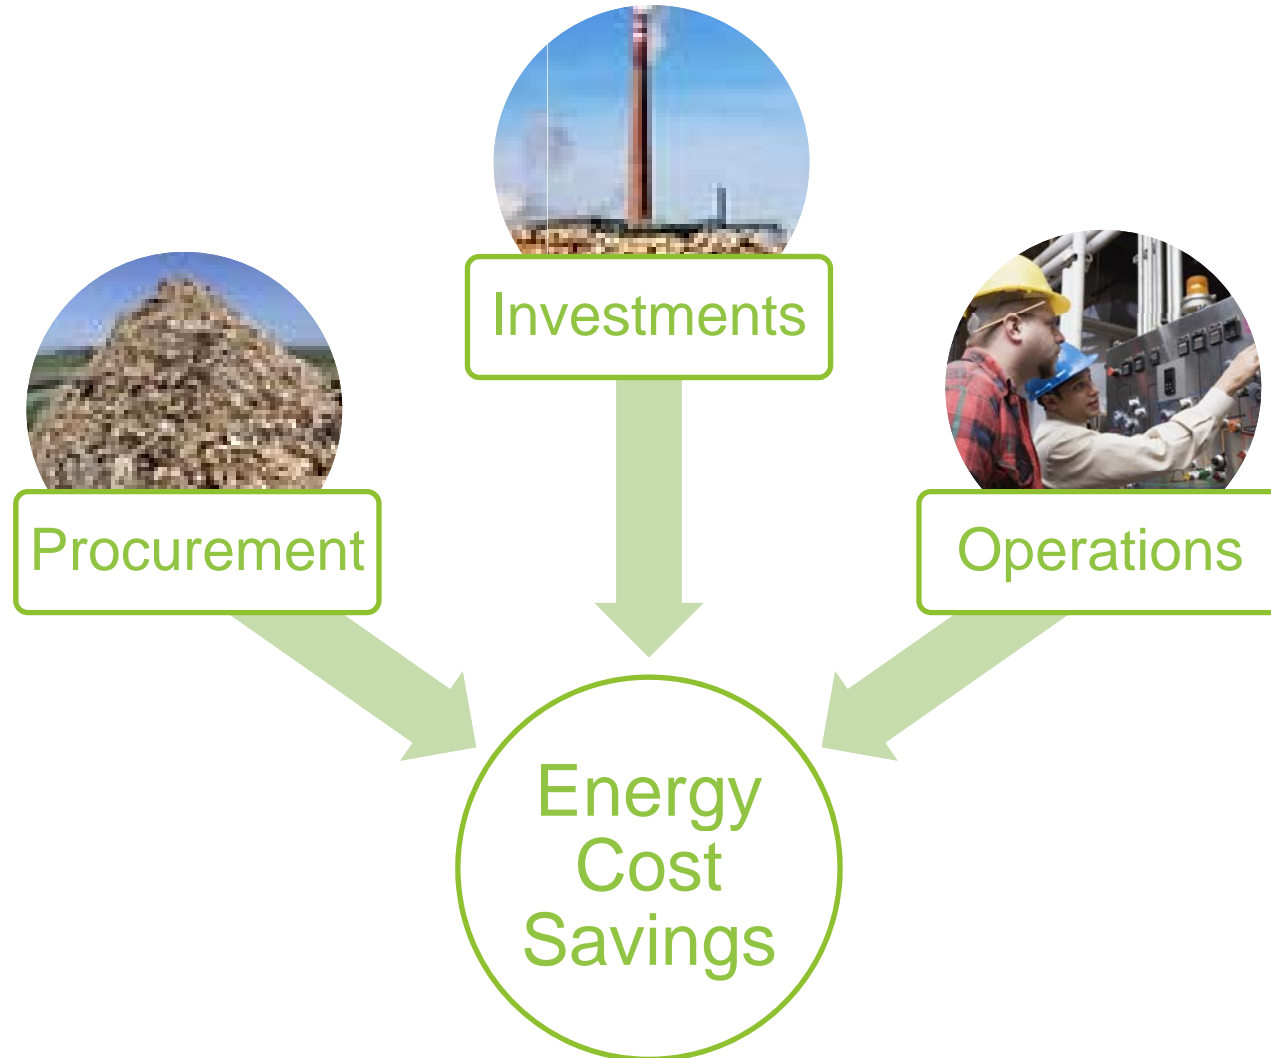 Investments
Procurement
Operations
Energy
Cost
Savings